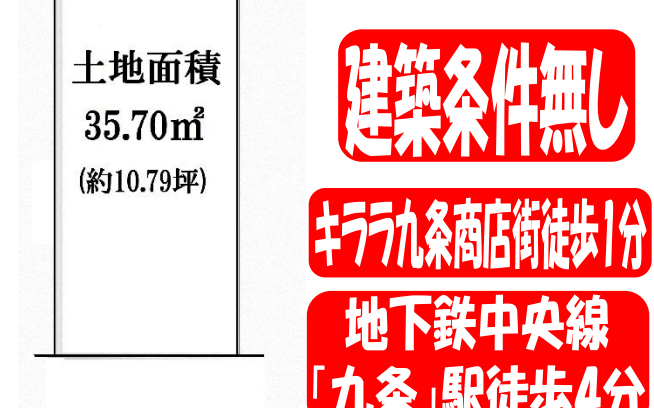 土地面積
35.70㎡
(約10.79坪)
建築条件無し
キララ九条商店街徒歩1分
地下鉄中央線
「九条」駅徒歩4分